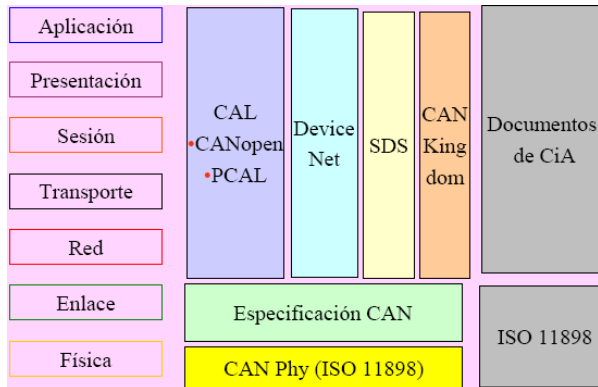 Aplicación
Presentación
Sesión
Transporte
Red
Enlace
Física
CAL
•CANopen
•PCAL
Device
Net
SDS
CAN
King
dom
Documentos
de CiA
Especificación CAN
ISO 11898
CAN Phy (ISO 11898)